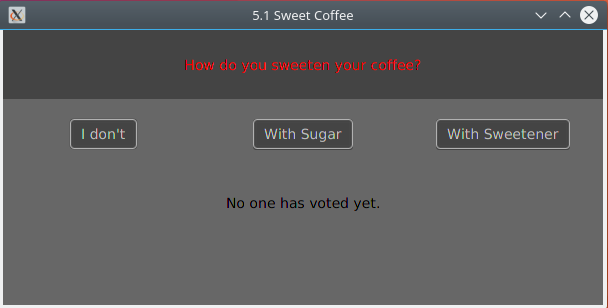 5.1 Sweet Coffee
How do you sweeten your coffee?
I don't
With Sugar
With Sweetener
No one has voted yet.